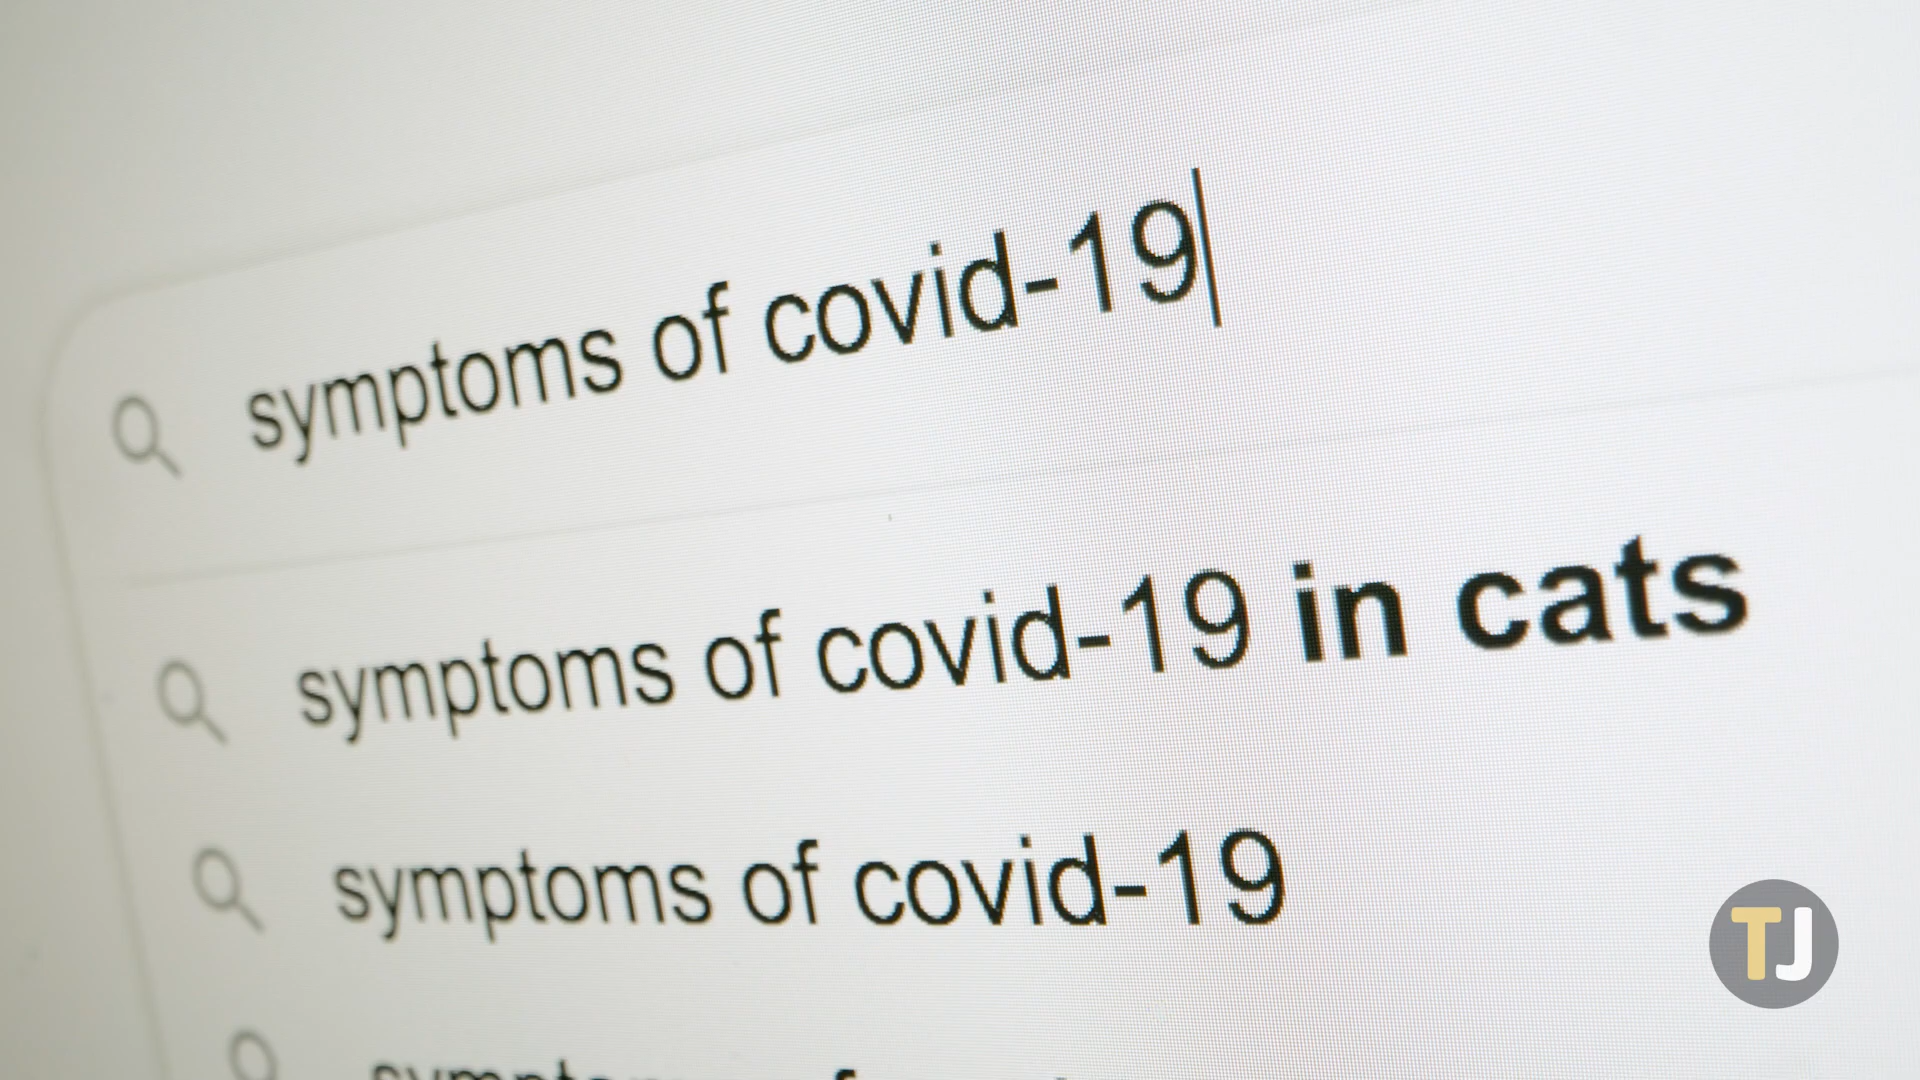 symptoms of covid-19
symptoms of covid-19 in cats
symptoms of covid-19
TJ